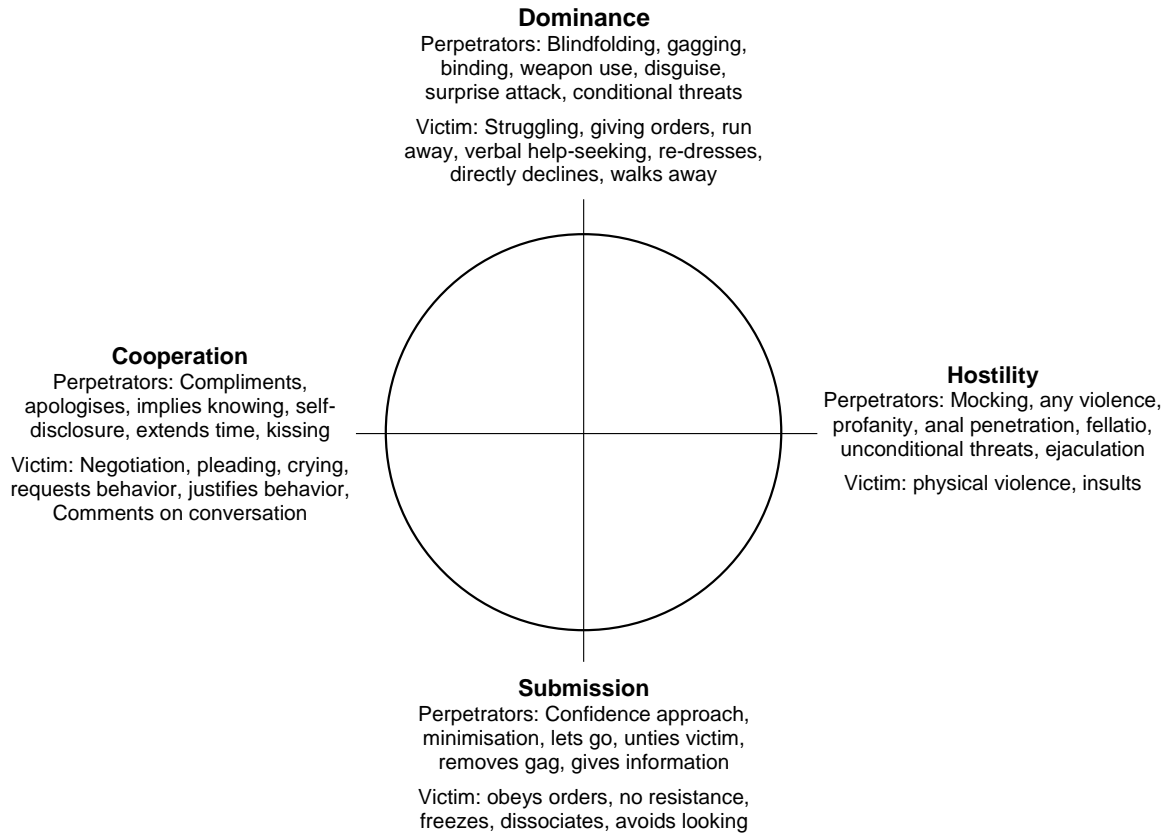 Dominance
Perpetrators: Blindfolding, gagging,
binding, weapon use, disguise,
surprise attack, conditional threats
Victim: Struggling, giving orders, run
away, verbal help-seeking, re-dresses,
directly declines, walks away
Cooperation
Perpetrators: Compliments,
apologises, implies knowing, self-
disclosure, extends time, kissing
Victim: Negotiation, pleading, crying,
requests behavior, justifies behavior,
Comments on conversation
Hostility
Perpetrators: Mocking, any violence,
profanity, anal penetration, fellatio,
unconditional threats, ejaculation
Victim: physical violence, insults
Submission
Perpetrators: Confidence approach,
minimisation, lets go, unties victim,
removes gag, gives information
Victim: obeys orders, no resistance,
freezes, dissociates, avoids looking